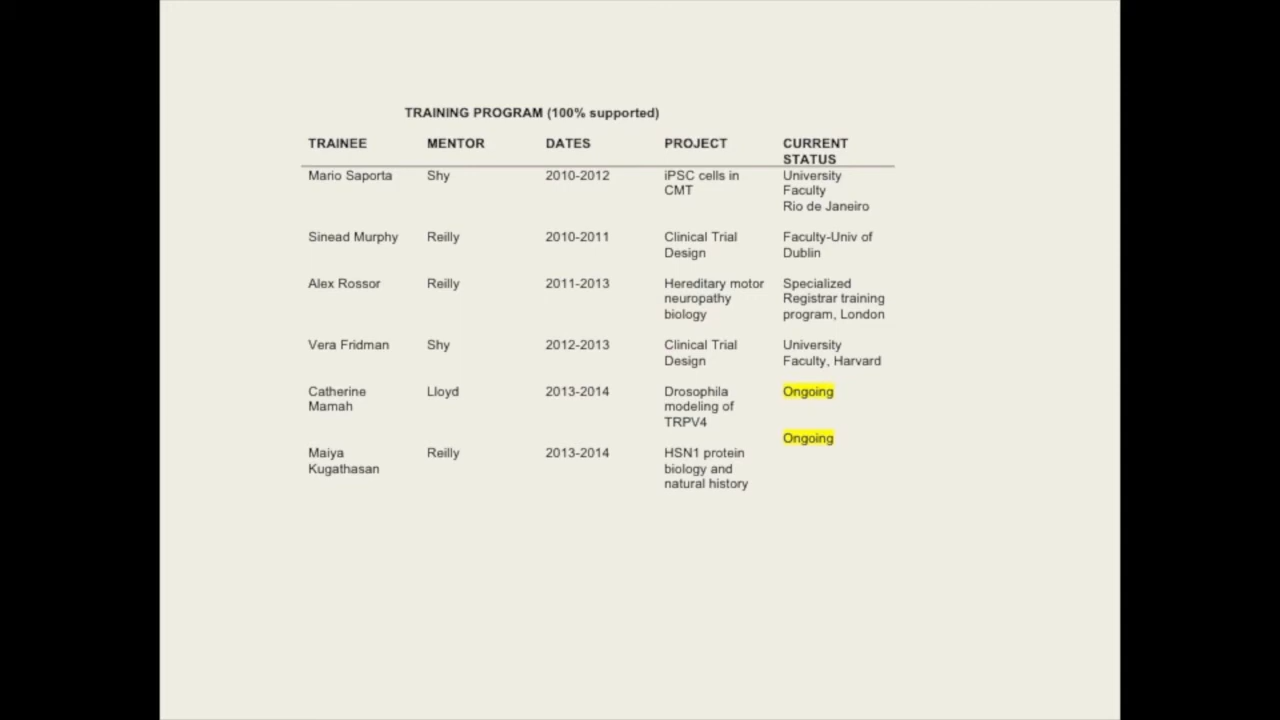 TRAINING PROGRAM (100% supported)
TRAINEE MENTOR DATES PROJECT CURRENT STATUS
Mario Saporta Shy 2010-2012 iPSC cells in CMT University Faculty Rio de Janeiro
Sinead Murphy Reilly 2010-2011 Clinical Trial Design Faculty-Univ of Dublin
Alex Rossor Reilly 2011-2013 Hereditary motor neuropathy biology Specialized Registrar training program, London
Vera Fridman Shy 2012-2013 Clinical Trial Design University Faculty, Harvard
Catherine Mamah Lloyd 2013-2014 Drosophila modeling of TRPV4 Ongoing
Maiya Kugathasan Reilly 2013-2014 HSN1 protein biology and natural history Ongoing